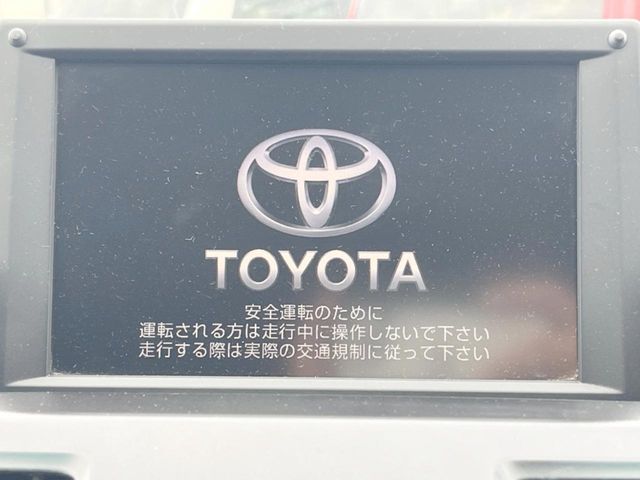 TOYOTA
安全運転のために
運転される方は走行中に操作しないで下さい
走行する際は実際の交通規制に従って下さい